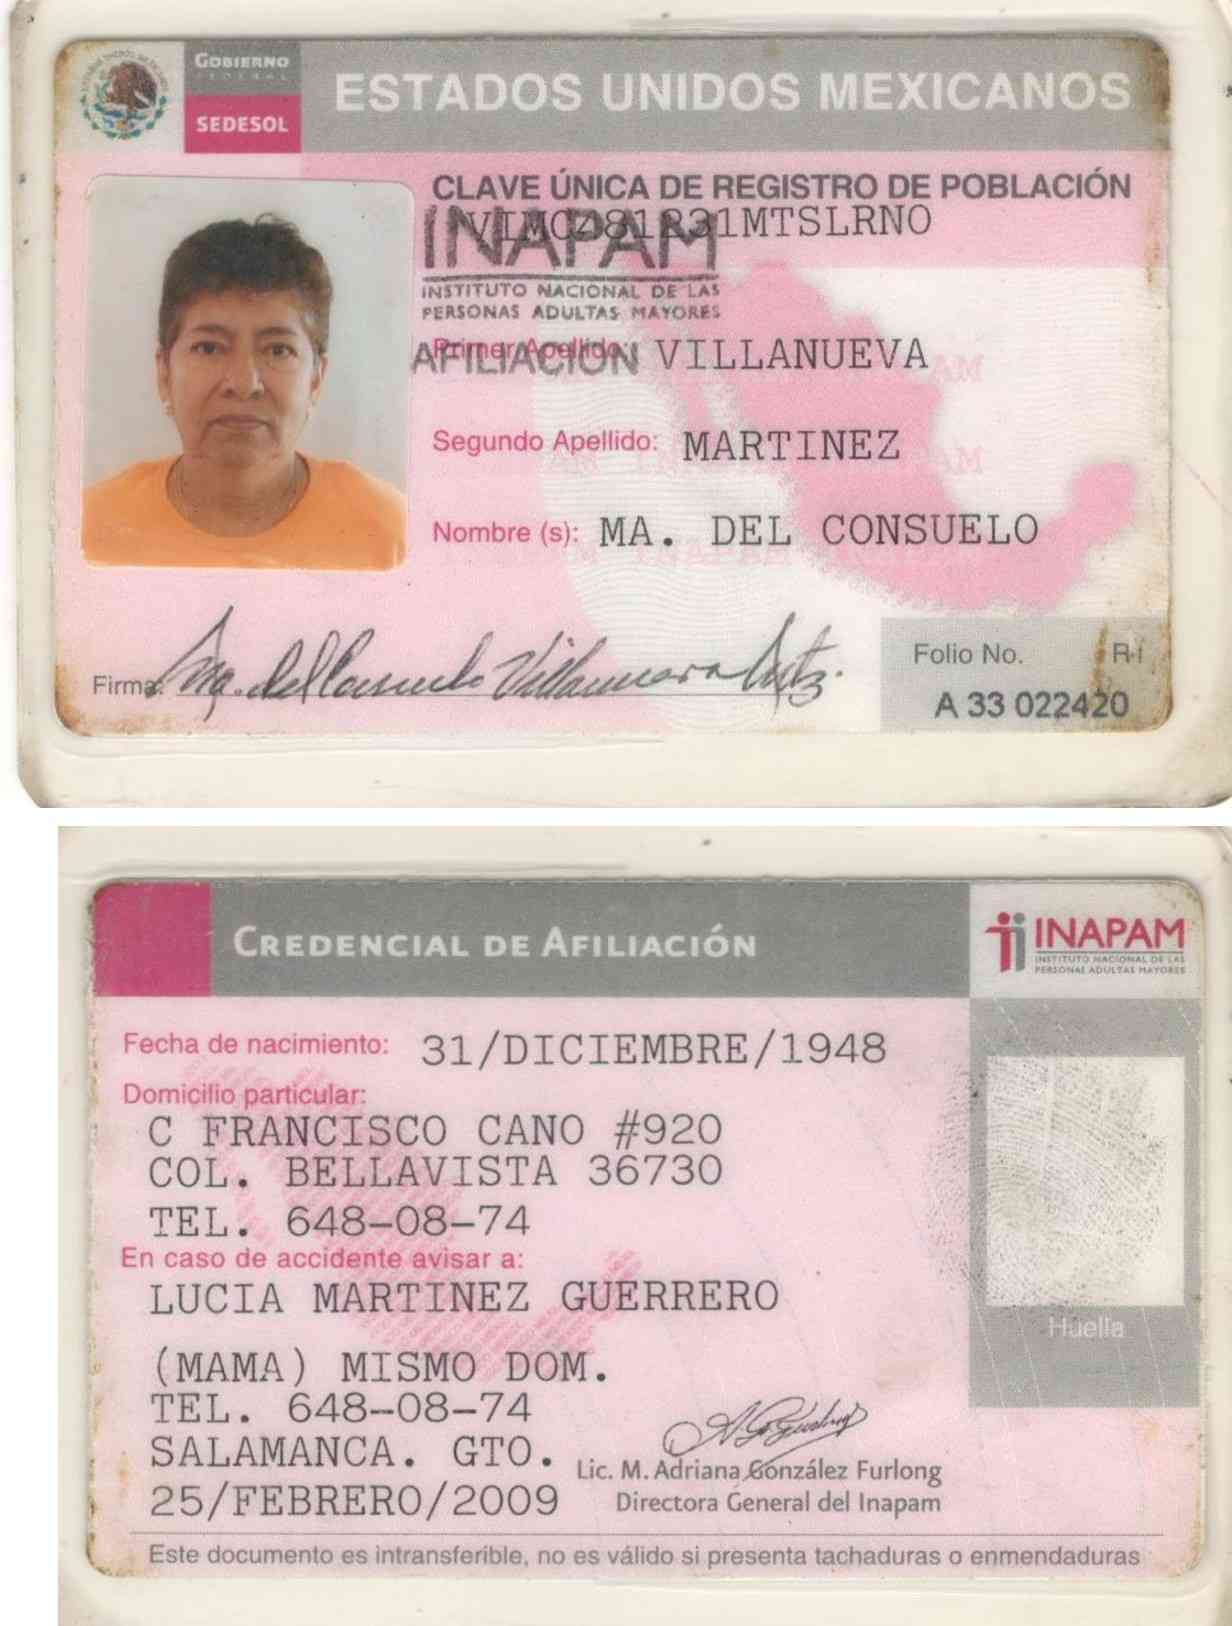 GOBIERNO
FEDERAL
SEDESOL
ESTADOS UNIDOS MEXICANOS
CLAVE ÚNICA DE REGISTRO DE POBLACIÓN
INAPAM
INSTITUTO NACIONAL DE LAS
PERSONAS ADULTAS MAYORES
AFILIACION
Primer Apellido: VILLANUEVA
Segundo Apellido: MARTINEZ
Nombre (s): MA. DEL CONSUELO
Firma: Ma. del Consuelo Villanueva Mtz.
Folio No.
A 33 022420
CREDENCIAL DE AFILIACIÓN
INAPAM
INSTITUTO NACIONAL DE LAS
PERSONAS ADULTAS MAYORES
Fecha de nacimiento: 31/DICIEMBRE/1948
Domicilio particular:
C FRANCISCO CANO #920
COL. BELLAVISTA 36730
TEL. 648-08-74
En caso de accidente avisar a:
LUCIA MARTINEZ GUERRERO
(MAMA) MISMO DOM.
TEL. 648-08-74
SALAMANCA. GTO.
25/FEBRERO/2009
Huella
Lic. M. Adriana González Furlong
Directora General del Inapam
Este documento es intransferible, no es válido si presenta tachaduras o enmendaduras